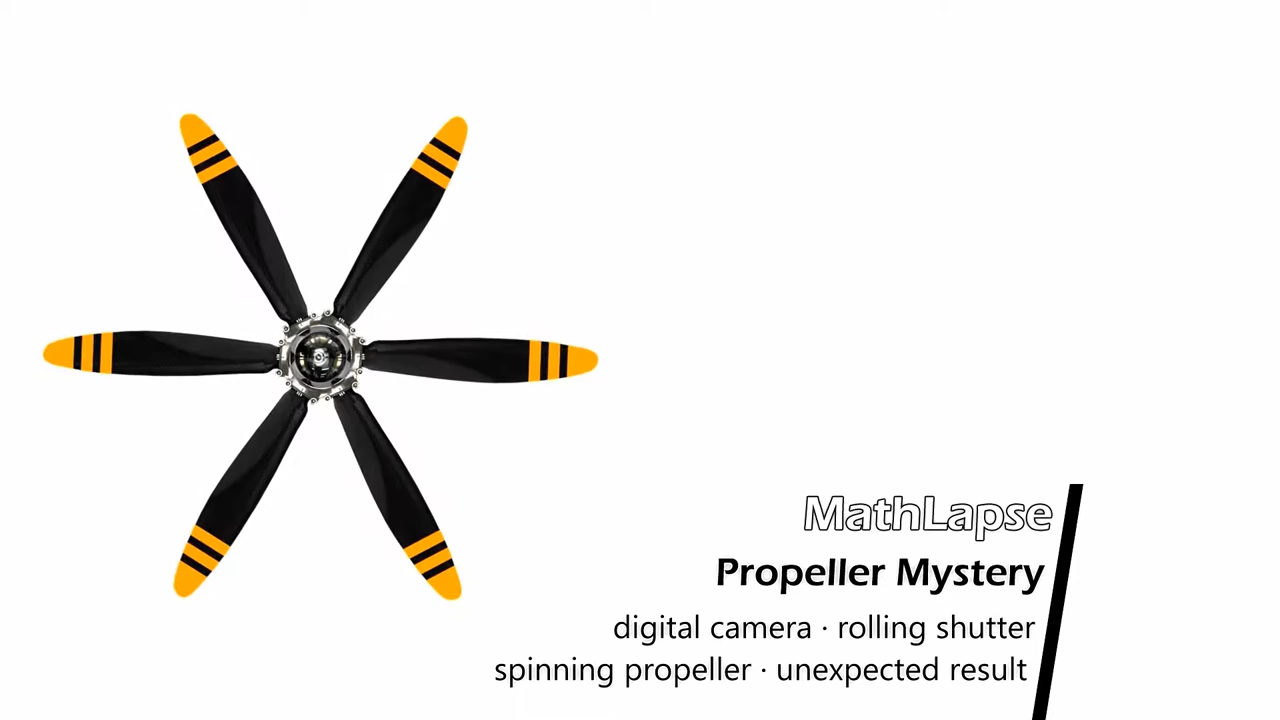 MathLapse
Propeller Mystery
digital camera · rolling shutter
spinning propeller · unexpected result